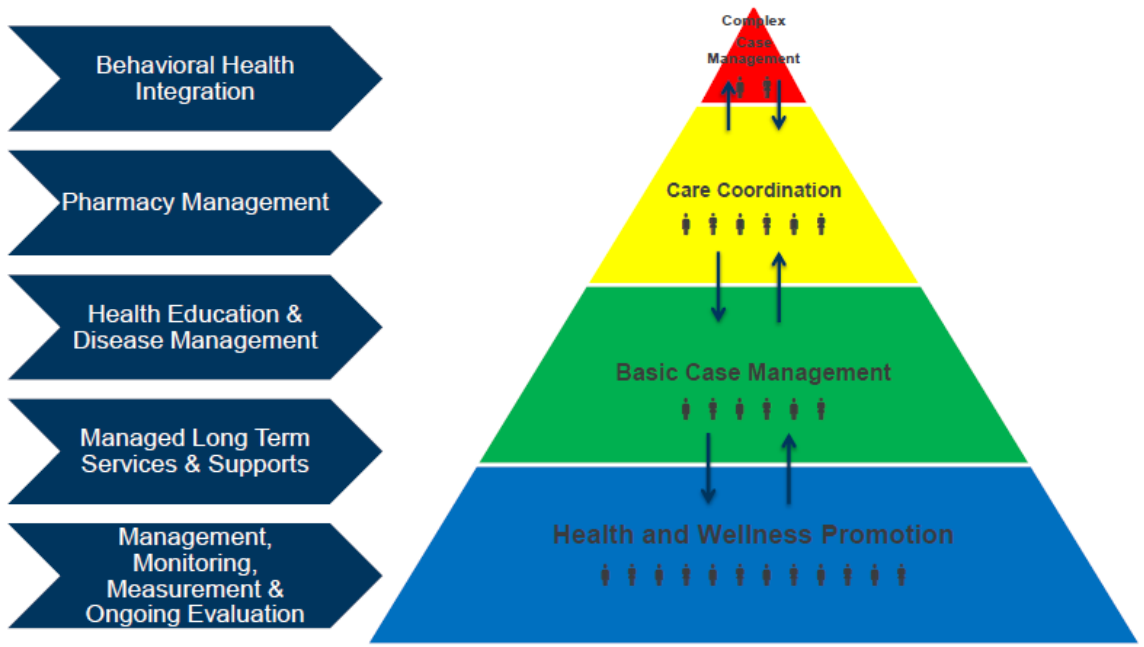 Behavioral Health
Integration
Pharmacy Management
Health Education &
Disease Management
Managed Long Term
Services & Supports
Management,
Monitoring,
Measurement &
Ongoing Evaluation
Complex
Case
Management
Care Coordination
Basic Case Management
Health and Wellness Promotion